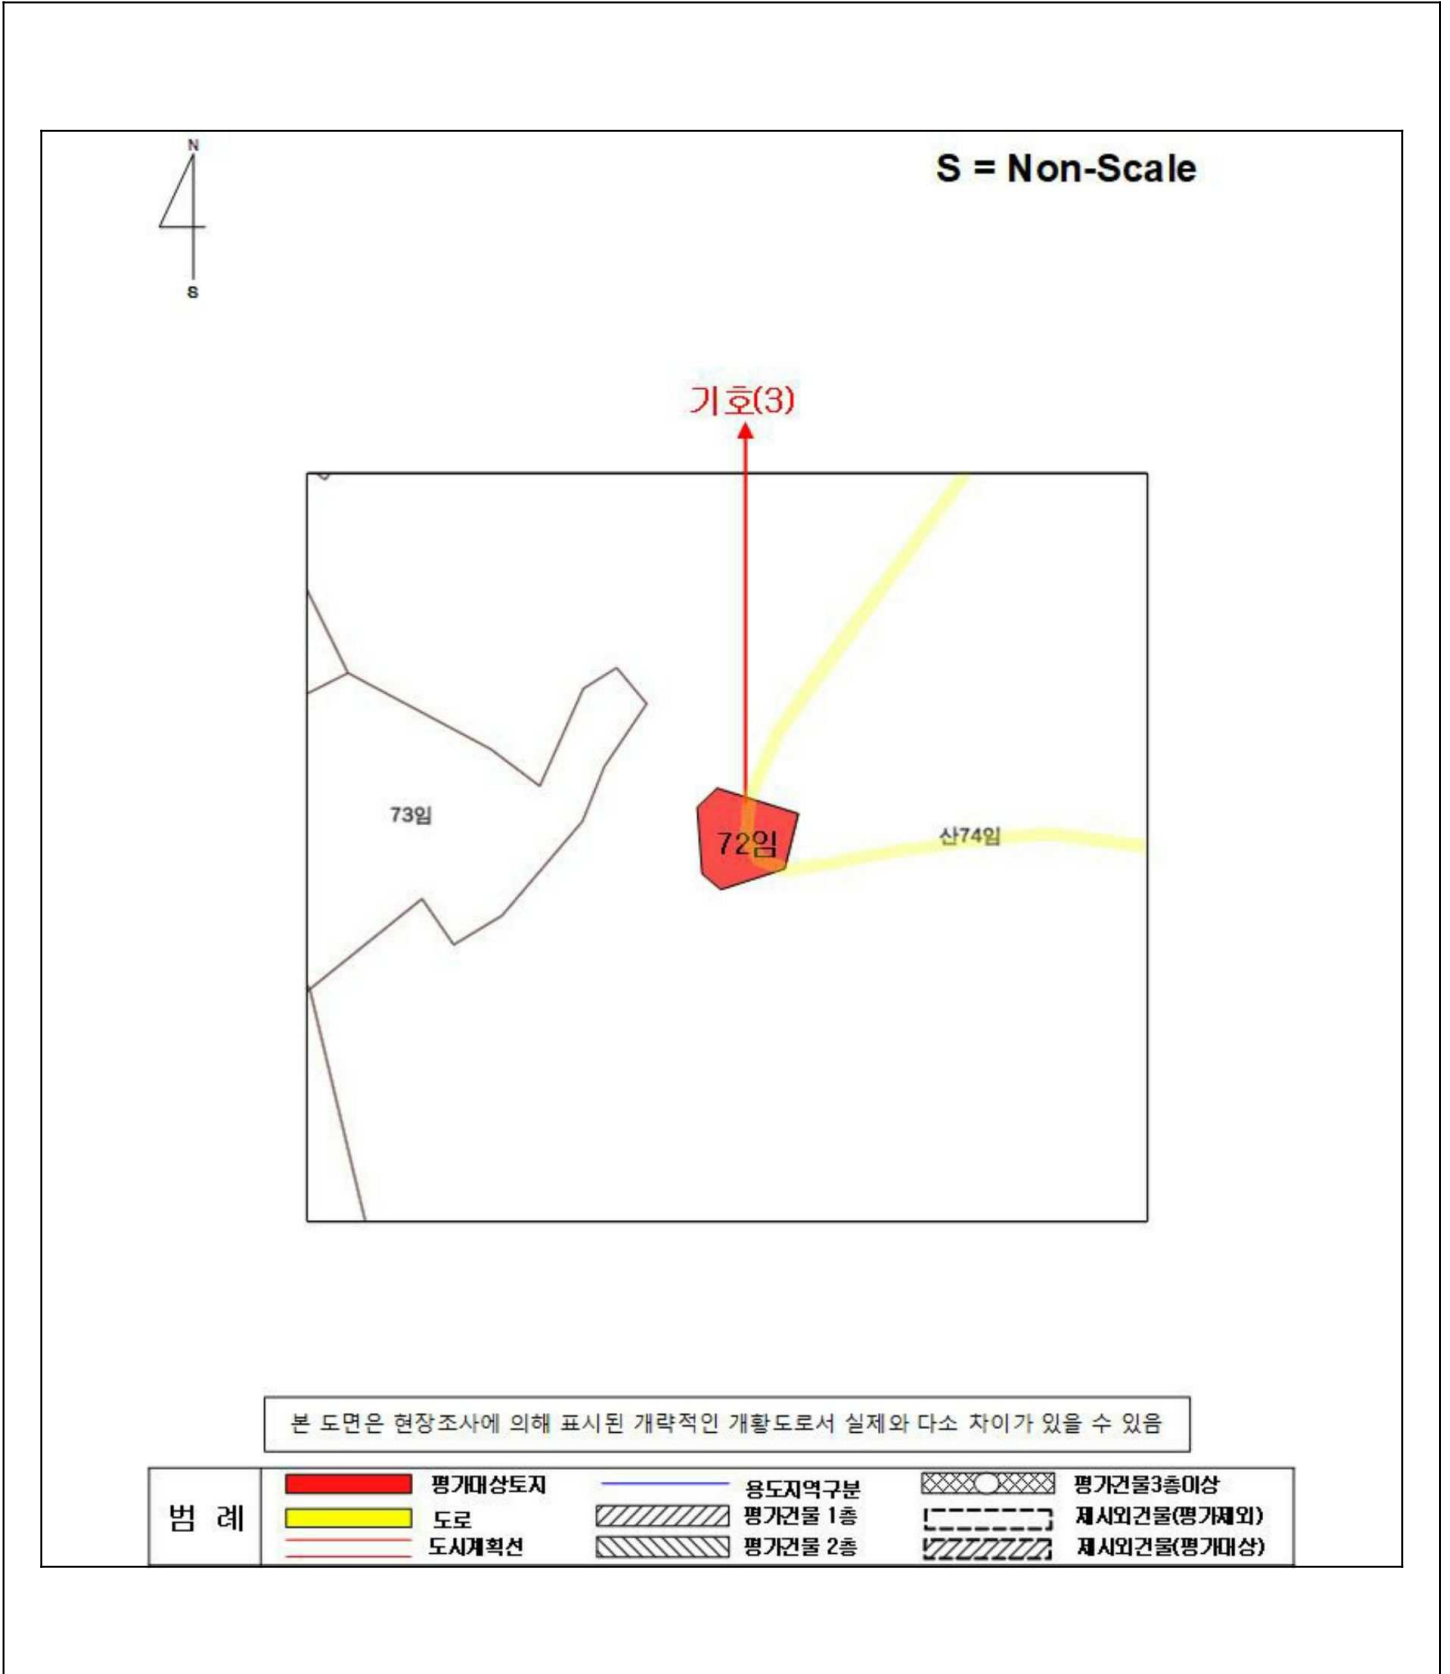 N
S = Non-Scale
S
기호(3)
73임
72임
산74임
본 도면은 현장조사에 의해 표시된 개략적인 개황도로서 실제와 다소 차이가 있을 수 있음
범 례
평가대상토지
용도지역구분
평가건물3층이상
도로
평가건물 1층
제시외건물(평가제외)
도시계획선
평가건물 2층
제시외건물(평가대상)